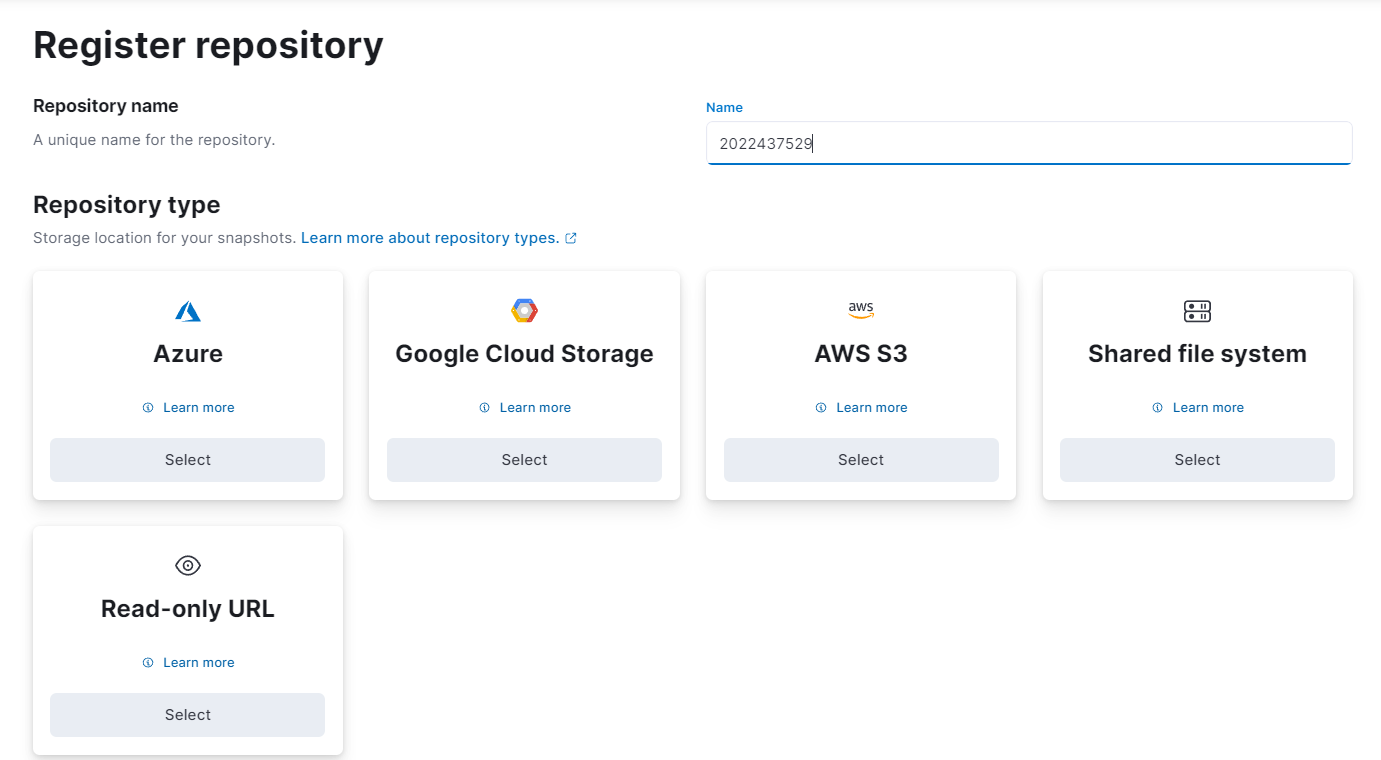 Register repository
Repository name
A unique name for the repository.
Name
2022437529
Repository type
Storage location for your snapshots. Learn more about repository types.
aws
Azure
Google Cloud Storage
AWS S3
Shared file system
Learn more
Learn more
Learn more
Learn more
Select
Select
Select
Select
Read-only URL
Learn more
Select